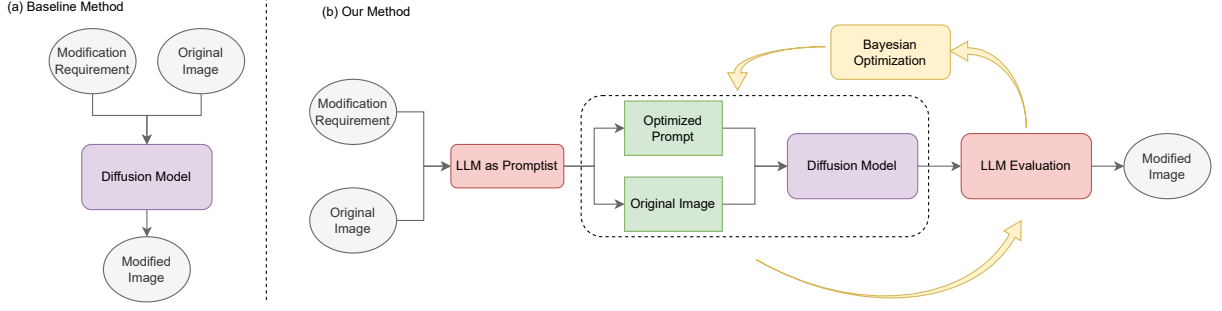 (a) Baseline Method
Modification
Requirement
Original
Image
Diffusion Model
Modified
Image
(b) Our Method
Modification
Requirement
Original
Image
LLM as Promptist
Optimized
Prompt
Original Image
Diffusion Model
Bayesian
Optimization
LLM Evaluation
Modified
Image